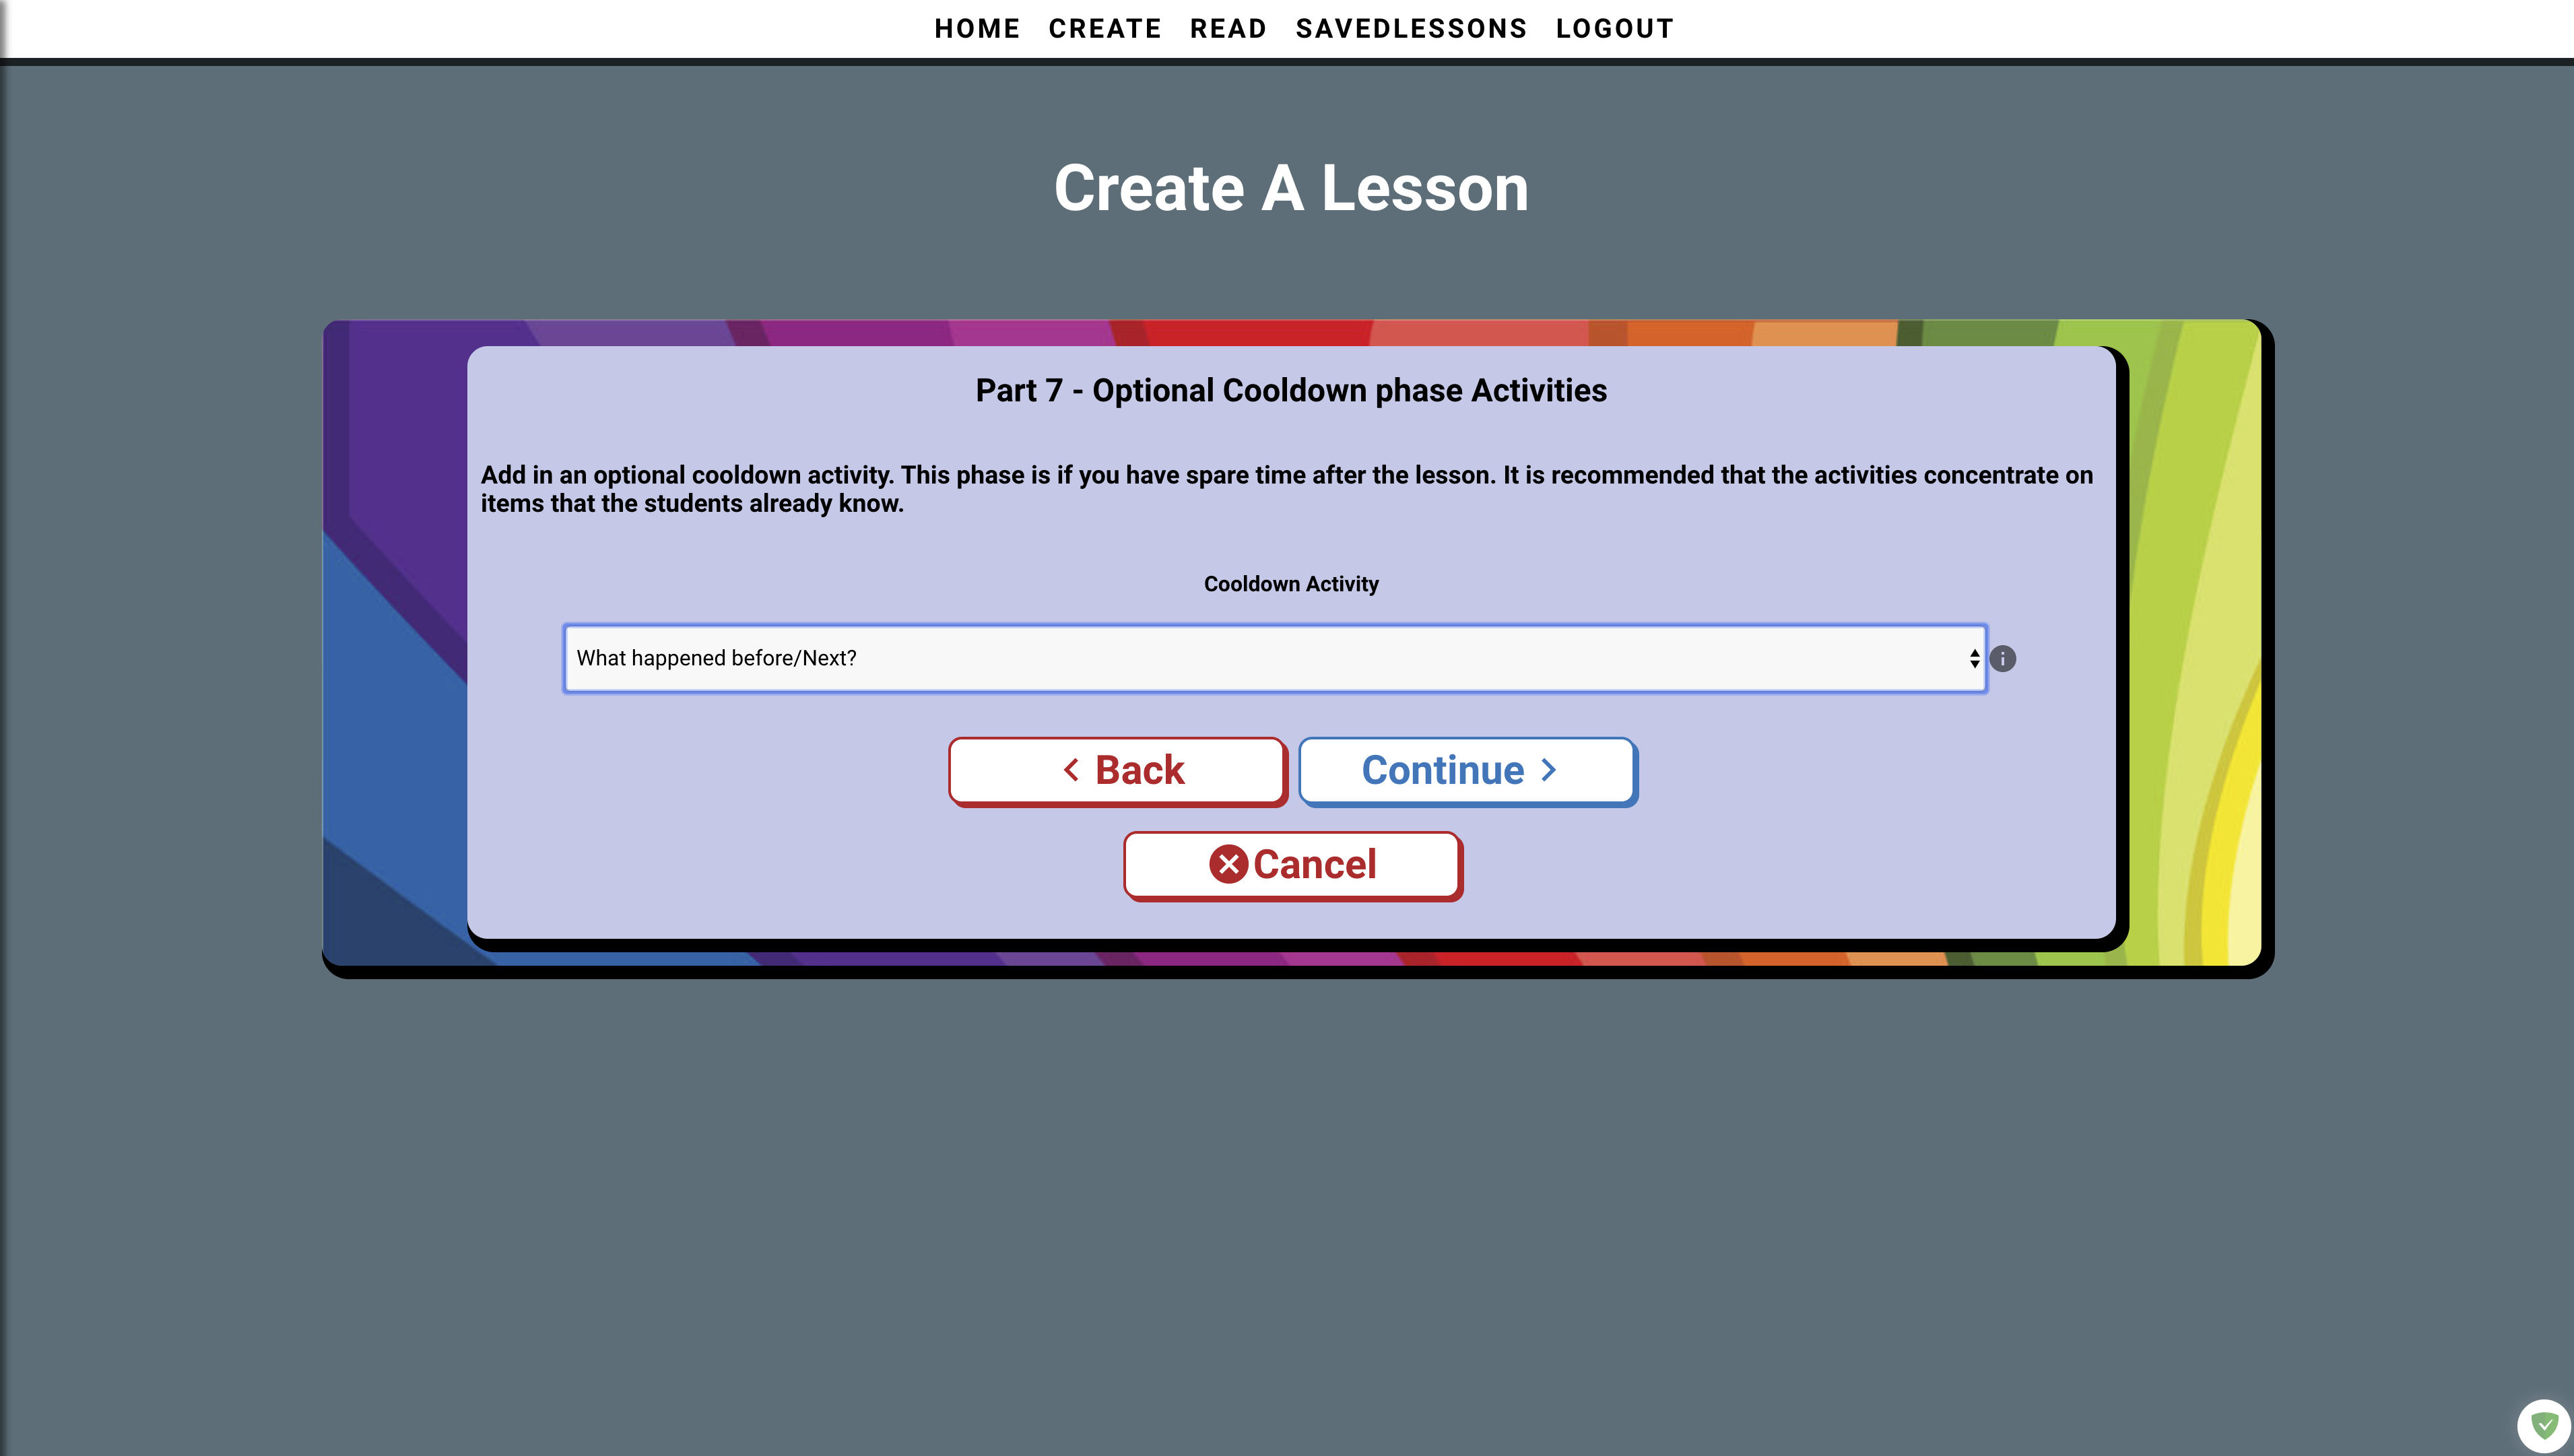 HOME CREATE READ SAVEDLESSONS LOGOUT
Create A Lesson
Part 7 - Optional Cooldown phase Activities
Add in an optional cooldown activity. This phase is if you have spare time after the lesson. It is recommended that the activities concentrate on
items that the students already know.
Cooldown Activity
What happened before/Next?
Back Continue
Cancel